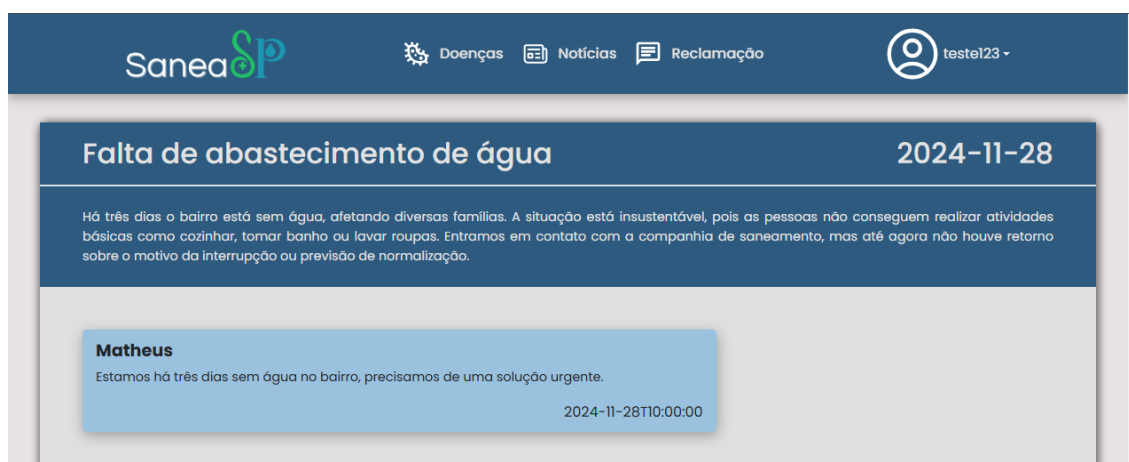 SaneaSP
Doenças Notícias Reclamação
teste123
Falta de abastecimento de água 2024-11-28
Há três dias o bairro está sem água, afetando diversas famílias. A situação está insustentável, pois as pessoas não conseguem realizar atividades
básicas como cozinhar, tomar banho ou lavar roupas. Entramos em contato com a companhia de saneamento, mas até agora não houve retorno
sobre o motivo da interrupção ou previsão de normalização.
Matheus
Estamos há três dias sem água no bairro, precisamos de uma solução urgente.
2024-11-28T10:00:00